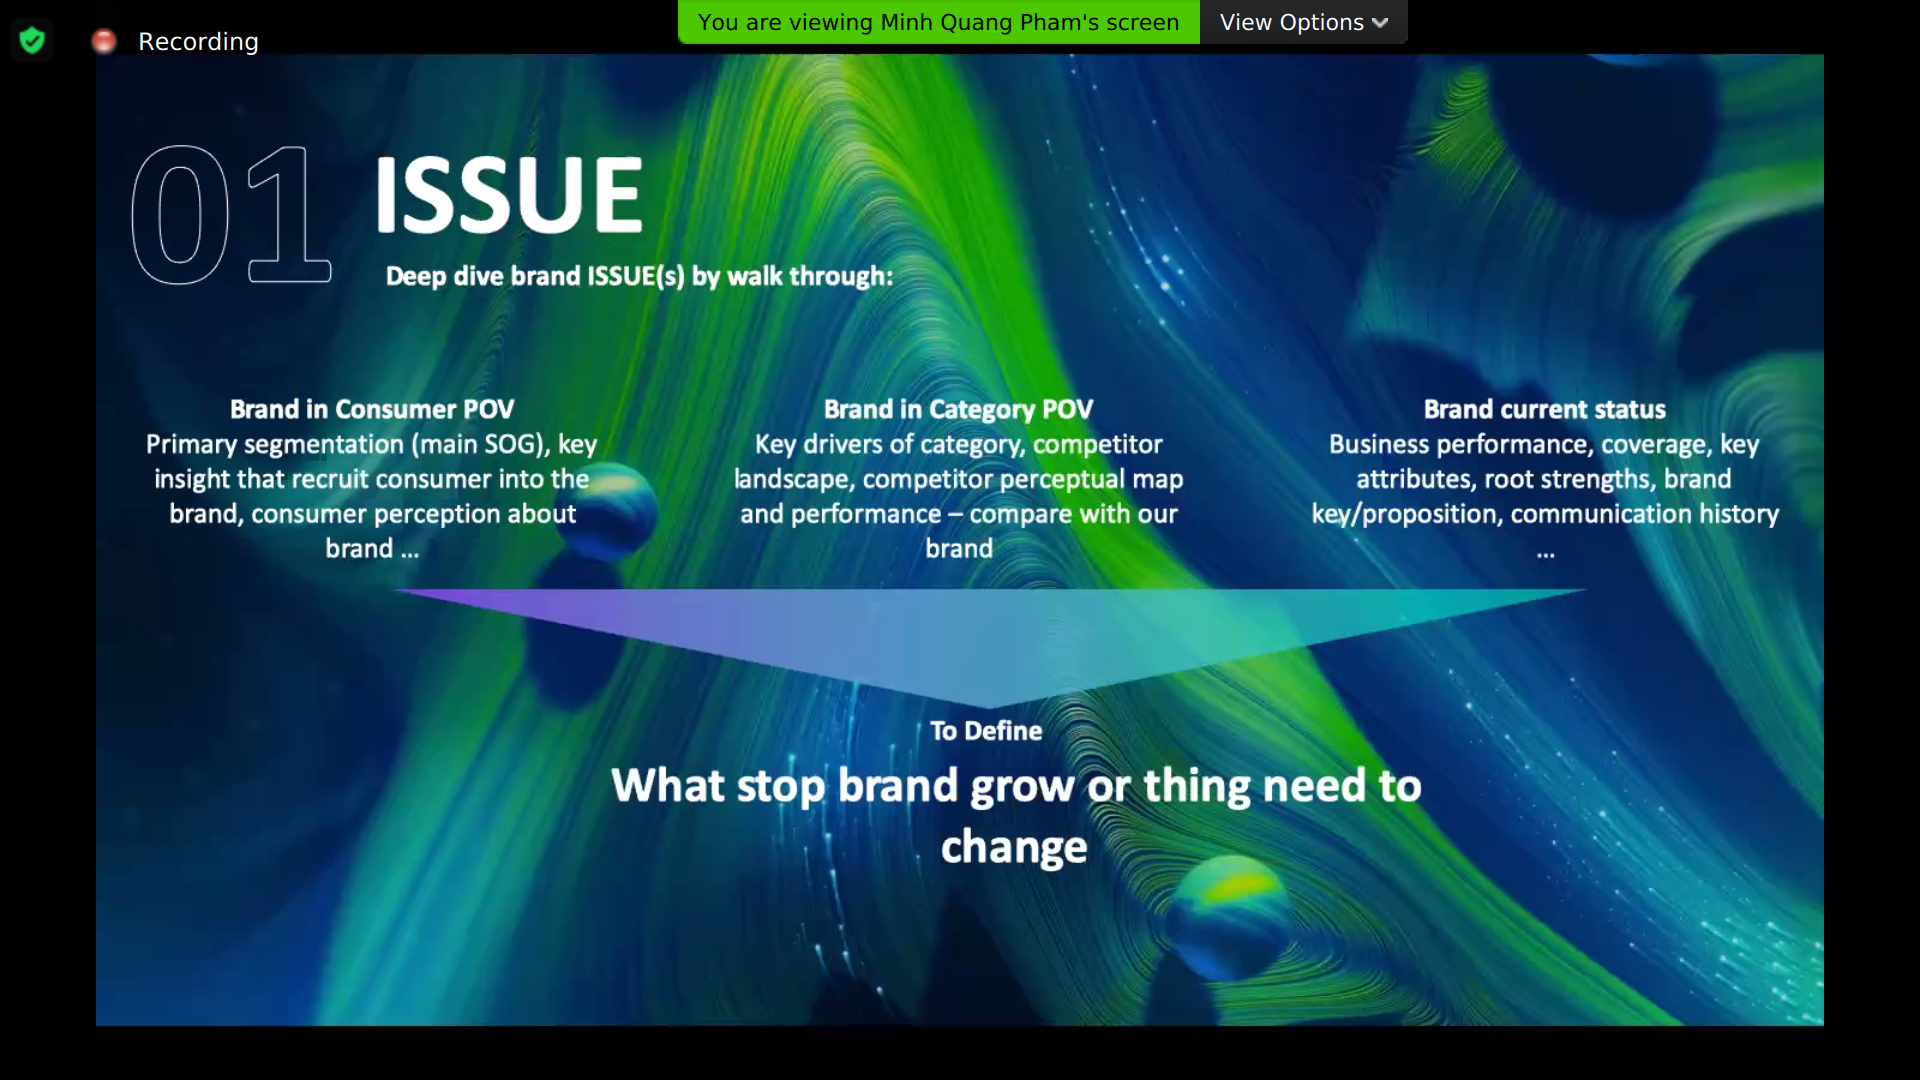 You are viewing Minh Quang Pham's screen
View Options
Recording
01
ISSUE
Deep dive brand ISSUE(s) by walk through:
Brand in Consumer POV
Primary segmentation (main SOG), key
insight that recruit consumer into the
brand, consumer perception about
brand ...
Brand in Category POV
Key drivers of category, competitor
landscape, competitor perceptual map
and performance – compare with our
brand
Brand current status
Business performance, coverage, key
attributes, root strengths, brand
key/proposition, communication history
...
To Define
What stop brand grow or thing need to
change